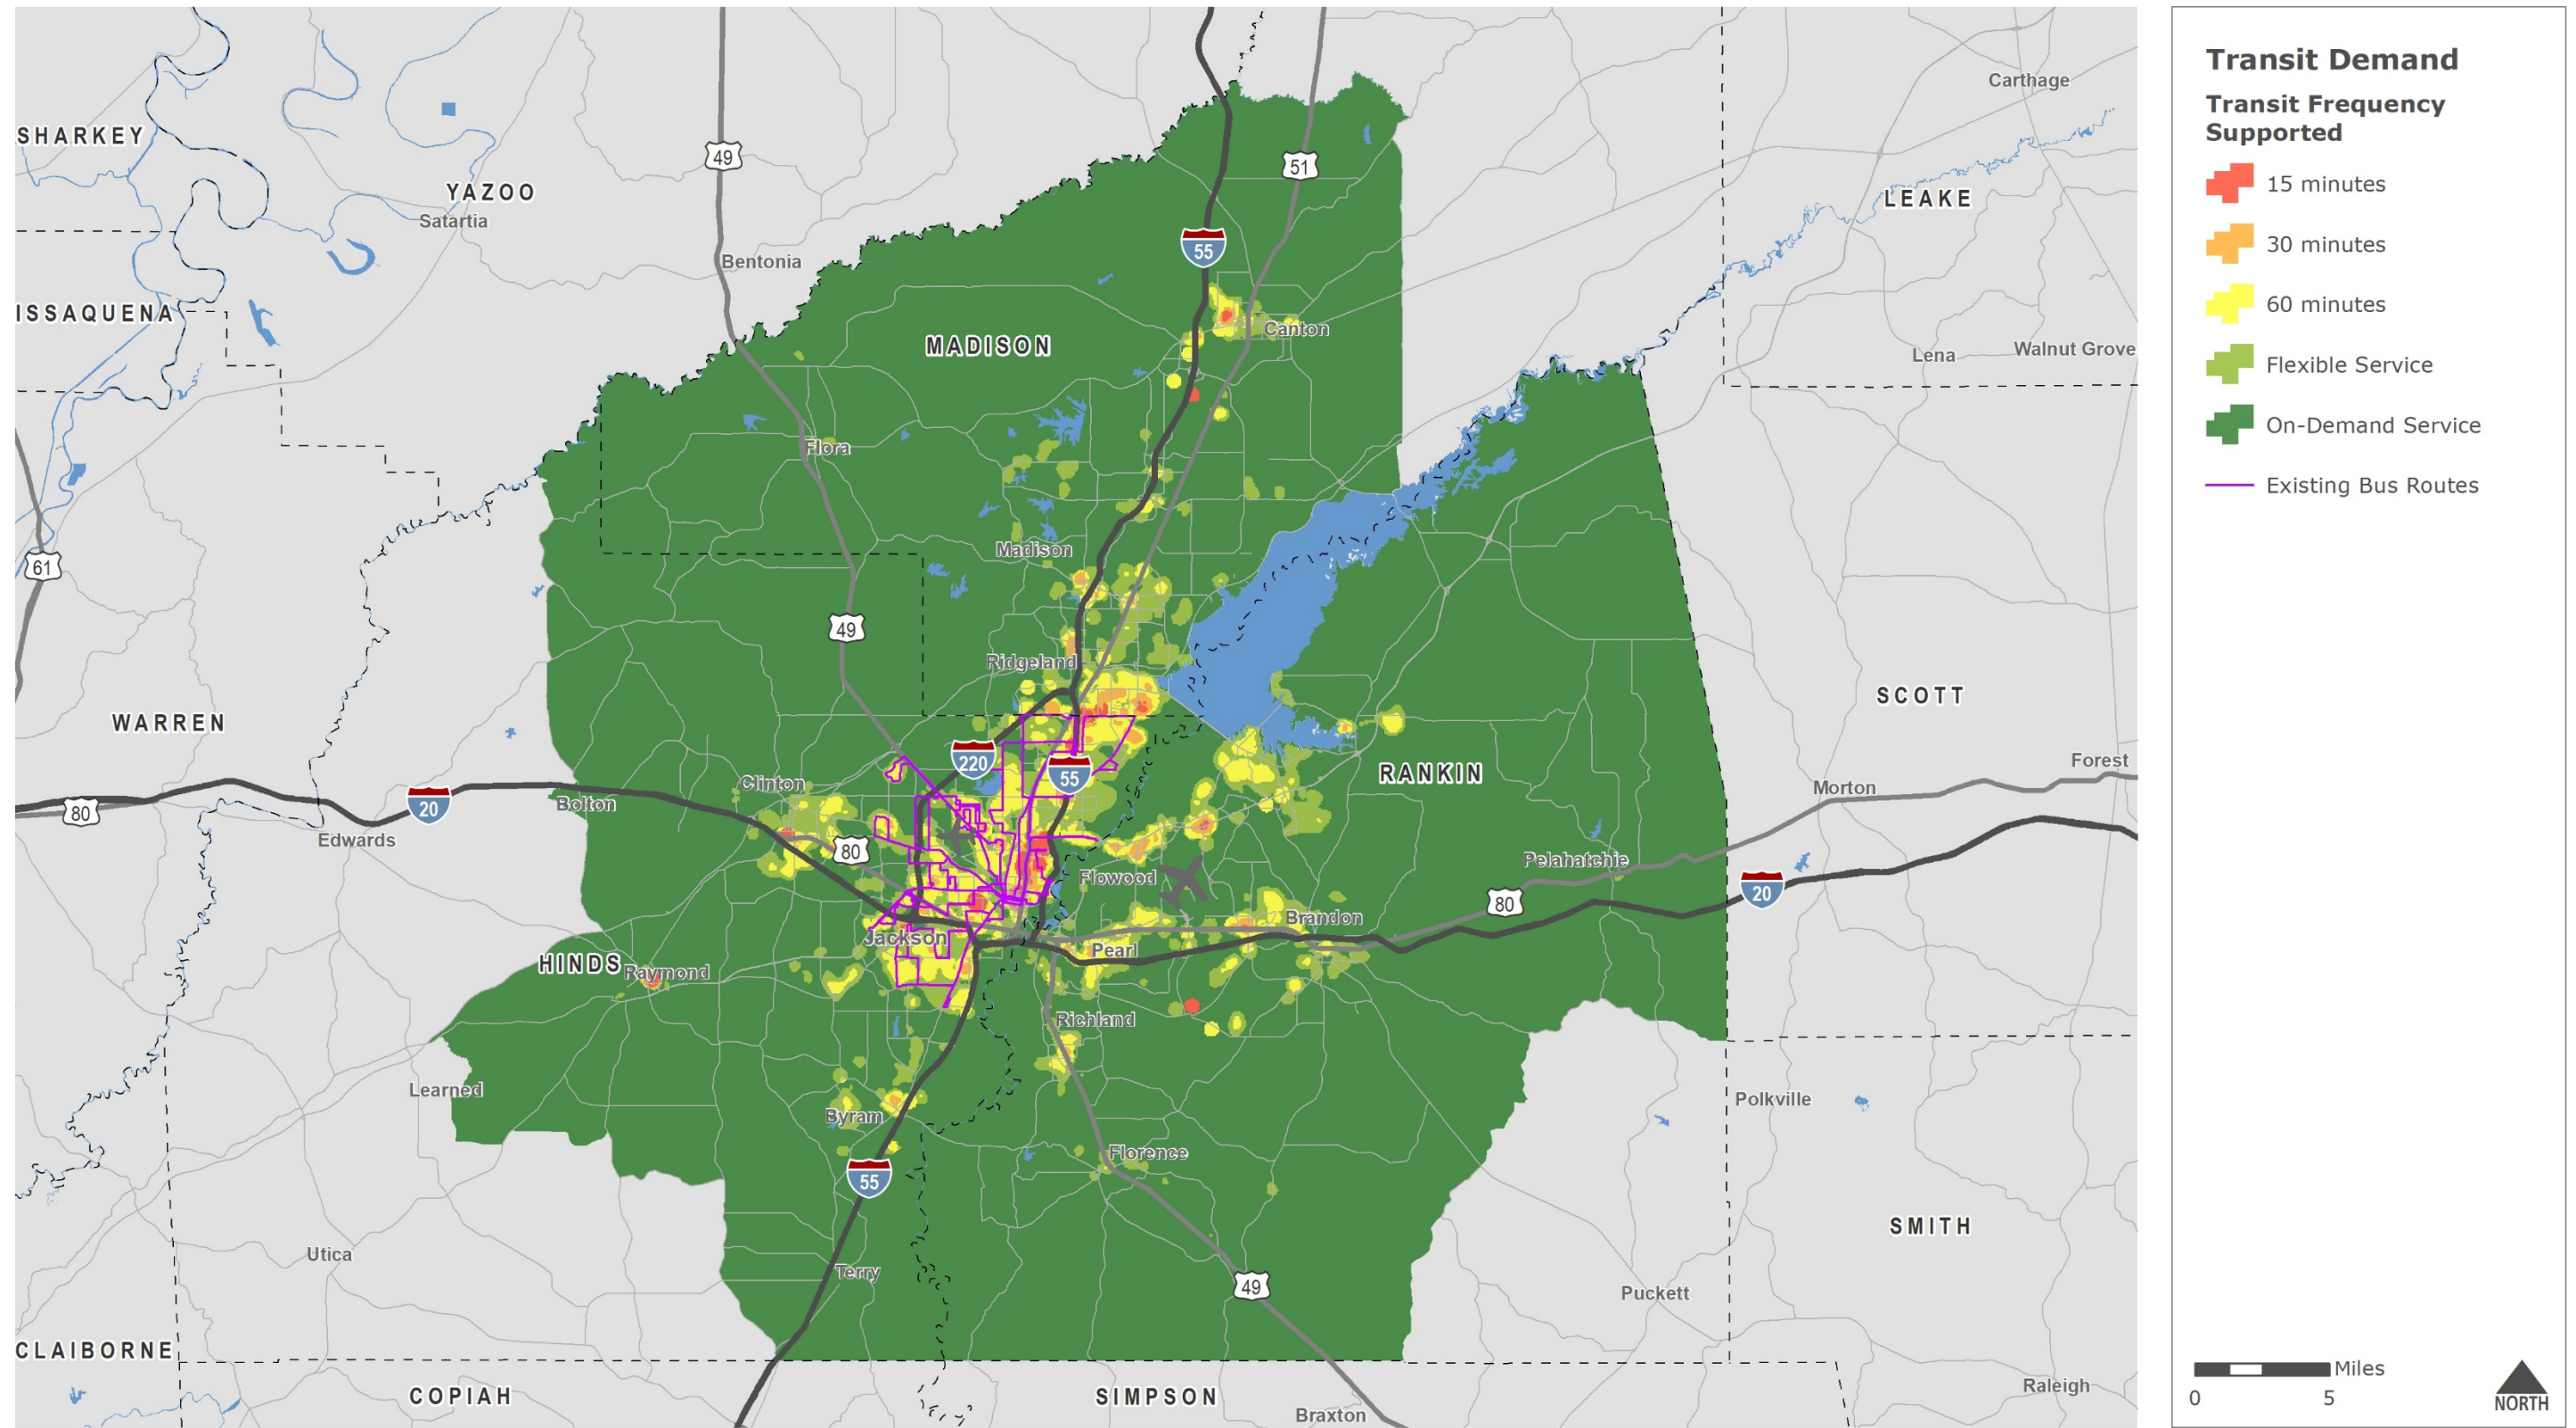 Carthage
SHARKEY
49
51
YAZOO
LEAKE
Satartia
55
Bentonia
ISSAQUENA
Canton
MADISON
Lena
Walnut Grove
Flora
Madison
61
49
Ridgeland
SCOTT
WARREN
220
55
RANKIN
Forest
Clinton
Morton
20
Bolton
80
Edwards
80
Pelahatchie
Flowood
20
80
Brandon
Jackson
Pearl
HINDS
Raymond
Richland
Learned
Polkville
Byram
Florence
55
SMITH
Utica
Terry
49
Puckett
CLAIBORNE
COPIAH
SIMPSON
Raleigh
Braxton
Transit Demand
Transit Frequency
Supported
15 minutes
30 minutes
60 minutes
Flexible Service
On-Demand Service
Existing Bus Routes
Miles
0 5
NORTH